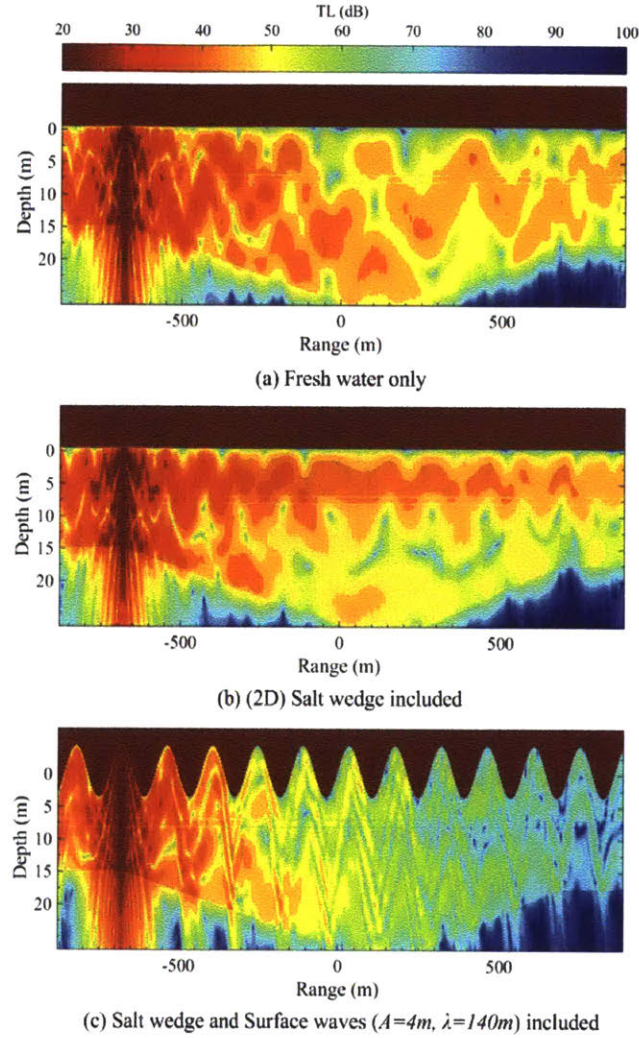 TL (dB)
20 30 40 50 60 70 80 90 100
0
5
10
15
20
Depth (m)
-500 0 500
Range (m)
(a) Fresh water only
0
5
10
15
20
Depth (m)
-500 0 500
Range (m)
(b) (2D) Salt wedge included
0
5
10
15
20
Depth (m)
-500 0 500
Range (m)
(c) Salt wedge and Surface waves (A=4m, λ=140m) included